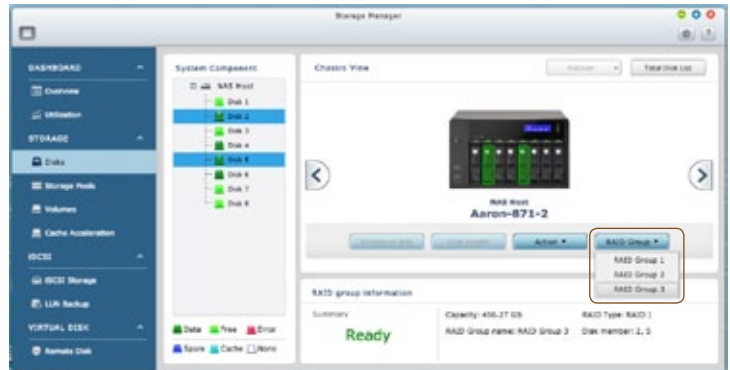 Storage Manager
DASHBOARD
Overview
Utilization
STORAGE
Disks
Storage Pools
Volumes
Cache Acceleration
iSCSI
iSCSI Storage
LUN Backup
VIRTUAL DISK
Remote Disk
System Component
NAS Host
Disk 1
Disk 2
Disk 3
Disk 4
Disk 5
Disk 6
Disk 7
Disk 8
Data Free Error
Spare Cache None
Chassis View
Recover
Total Disk List
NAS Host
Aaron-871-2
Action
RAID Group
RAID Group 1
RAID Group 2
RAID Group 3
RAID group information
Summary
Ready
Capacity: 456.27 GB
RAID Group name: RAID Group 3
RAID Type: RAID 1
Disk member: 2, 5